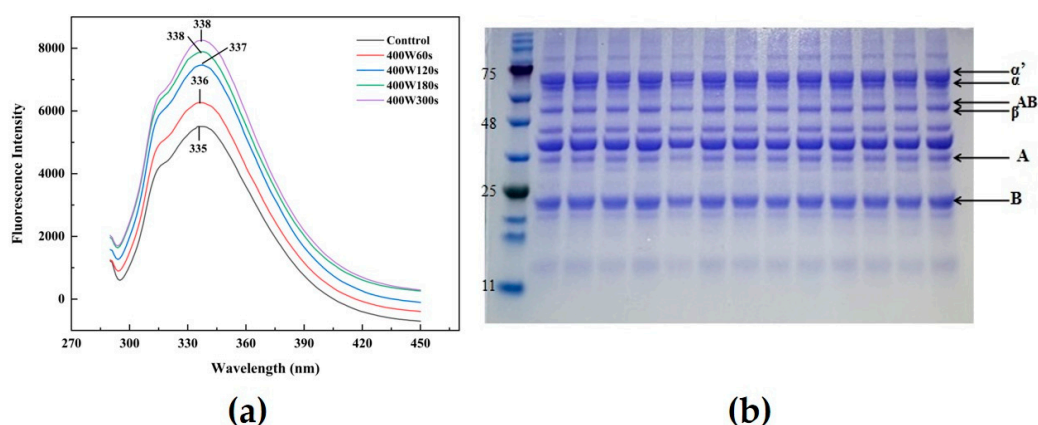 338
338
337
336
335
Conttrol
400W60s
400W120s
400W180s
400W300s
8000
6000
4000
2000
0
Fluorescence Intensity
270 300 330 360 390 420 450
Wavelength (nm)
(a)
75
48
25
11
α’
α
AB
β
A
B
(b)